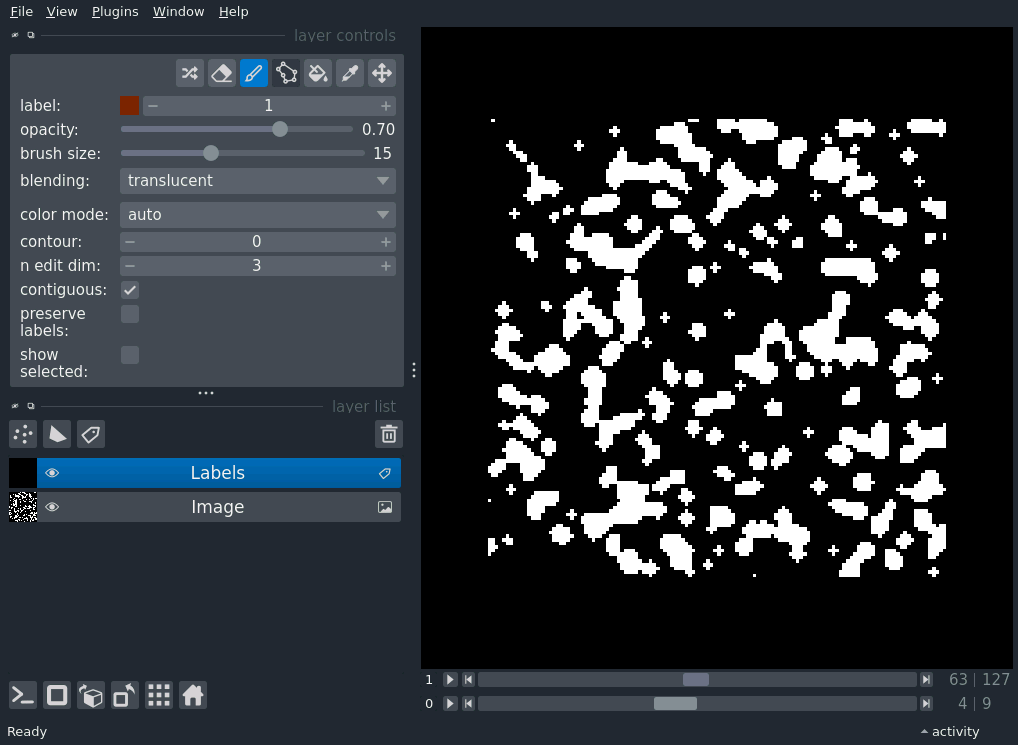 File View Plugins Window Help
layer controls
label: 1
opacity: 0.70
brush size: 15
blending: translucent
color mode: auto
contour: 0
n edit dim: 3
contiguous:
preserve
labels:
show
selected:
layer list
Labels
Image
1 63 | 127
0 4 | 9
Ready activity